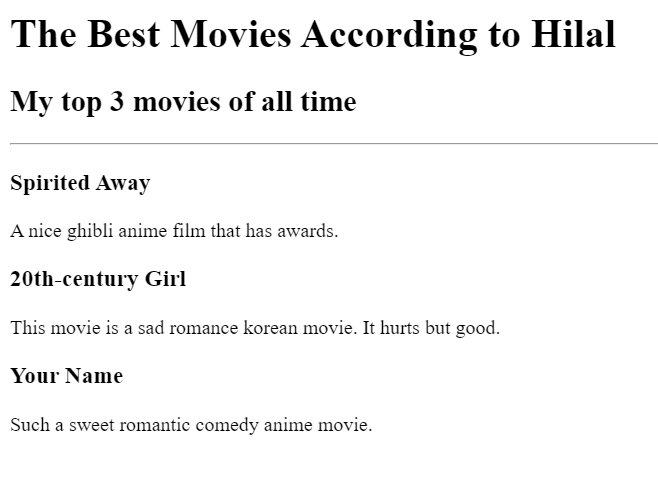 The Best Movies According to Hilal
My top 3 movies of all time
Spirited Away
A nice ghibli anime film that has awards.
20th-century Girl
This movie is a sad romance korean movie. It hurts but good.
Your Name
Such a sweet romantic comedy anime movie.